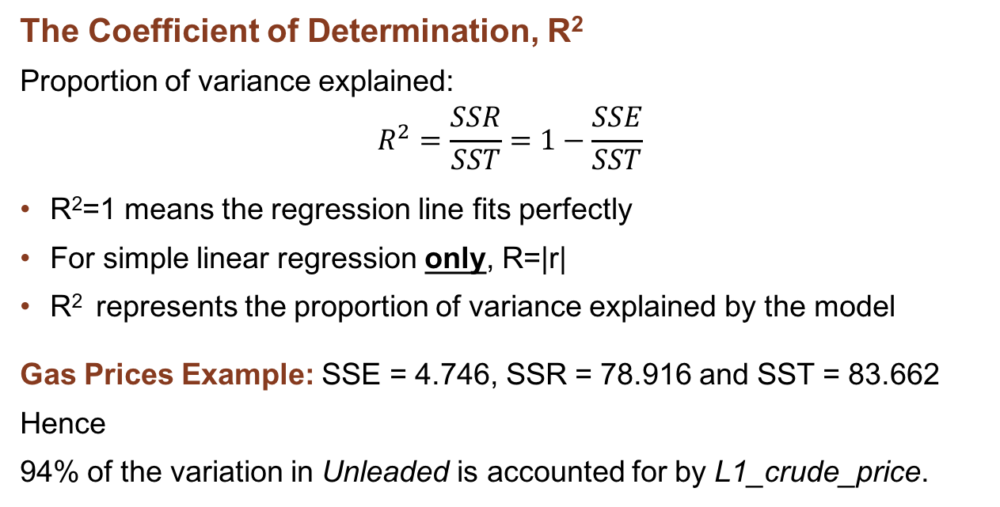 The Coefficient of Determination, R²
Proportion of variance explained:
R² = SSR/SST = 1 − SSE/SST
• R²=1 means the regression line fits perfectly
• For simple linear regression only, R=|r|
• R² represents the proportion of variance explained by the model
Gas Prices Example: SSE = 4.746, SSR = 78.916 and SST = 83.662
Hence
94% of the variation in Unleaded is accounted for by L1_crude_price.